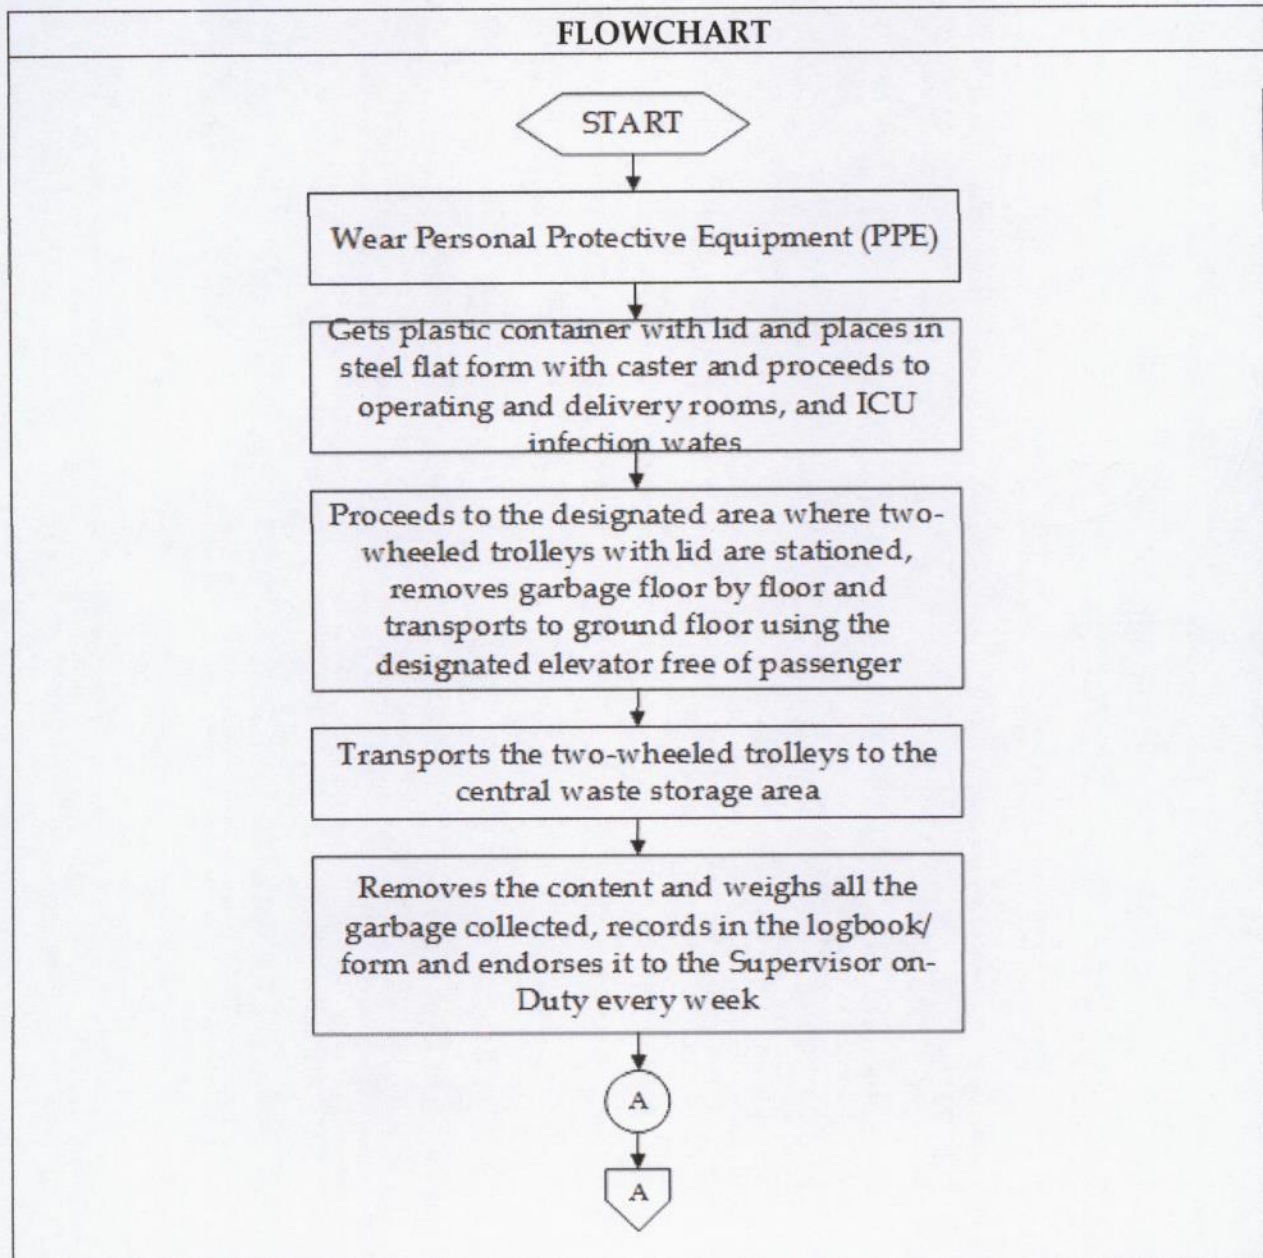 FLOWCHART
START
Wear Personal Protective Equipment (PPE)
Gets plastic container with lid and places in
steel flat form with caster and proceeds to
operating and delivery rooms, and ICU
infection wates
Proceeds to the designated area where two-
wheeled trolleys with lid are stationed,
removes garbage floor by floor and
transports to ground floor using the
designated elevator free of passenger
Transports the two-wheeled trolleys to the
central waste storage area
Removes the content and weighs all the
garbage collected, records in the logbook/
form and endorses it to the Supervisor on-
Duty every week
A
A